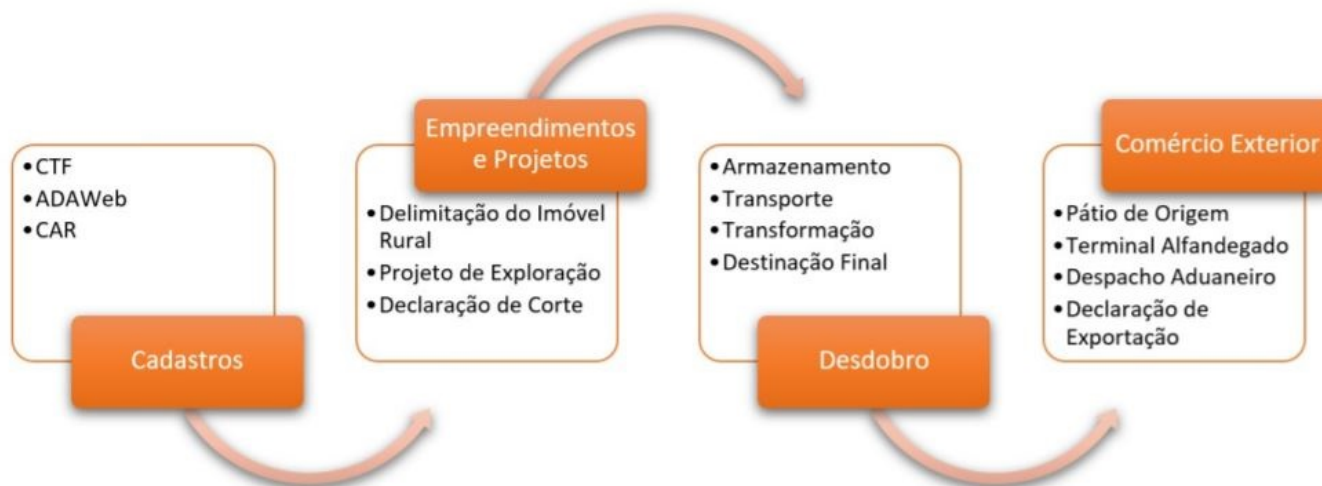 • CTF
• ADAWeb
• CAR
Cadastros
Empreendimentos
e Projetos
• Delimitação do Imóvel
Rural
• Projeto de Exploração
• Declaração de Corte
• Armazenamento
• Transporte
• Transformação
• Destinação Final
Desdobro
Comércio Exterior
• Pátio de Origem
• Terminal Alfandegado
• Despacho Aduaneiro
• Declaração de
Exportação